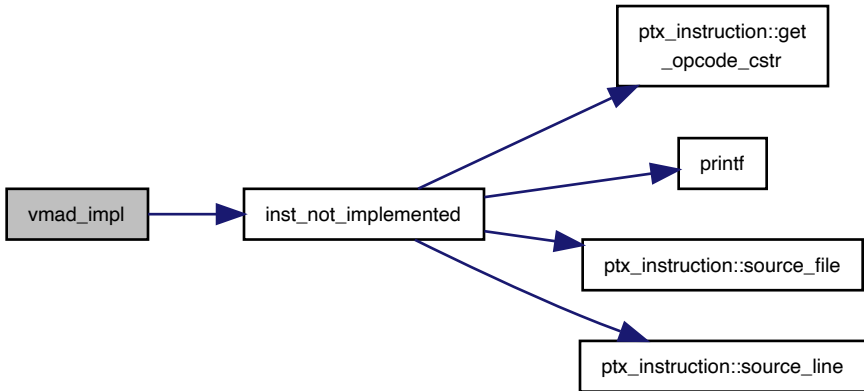 vmad_impl
inst_not_implemented
ptx_instruction::get
_opcode_cstr
printf
ptx_instruction::source_file
ptx_instruction::source_line